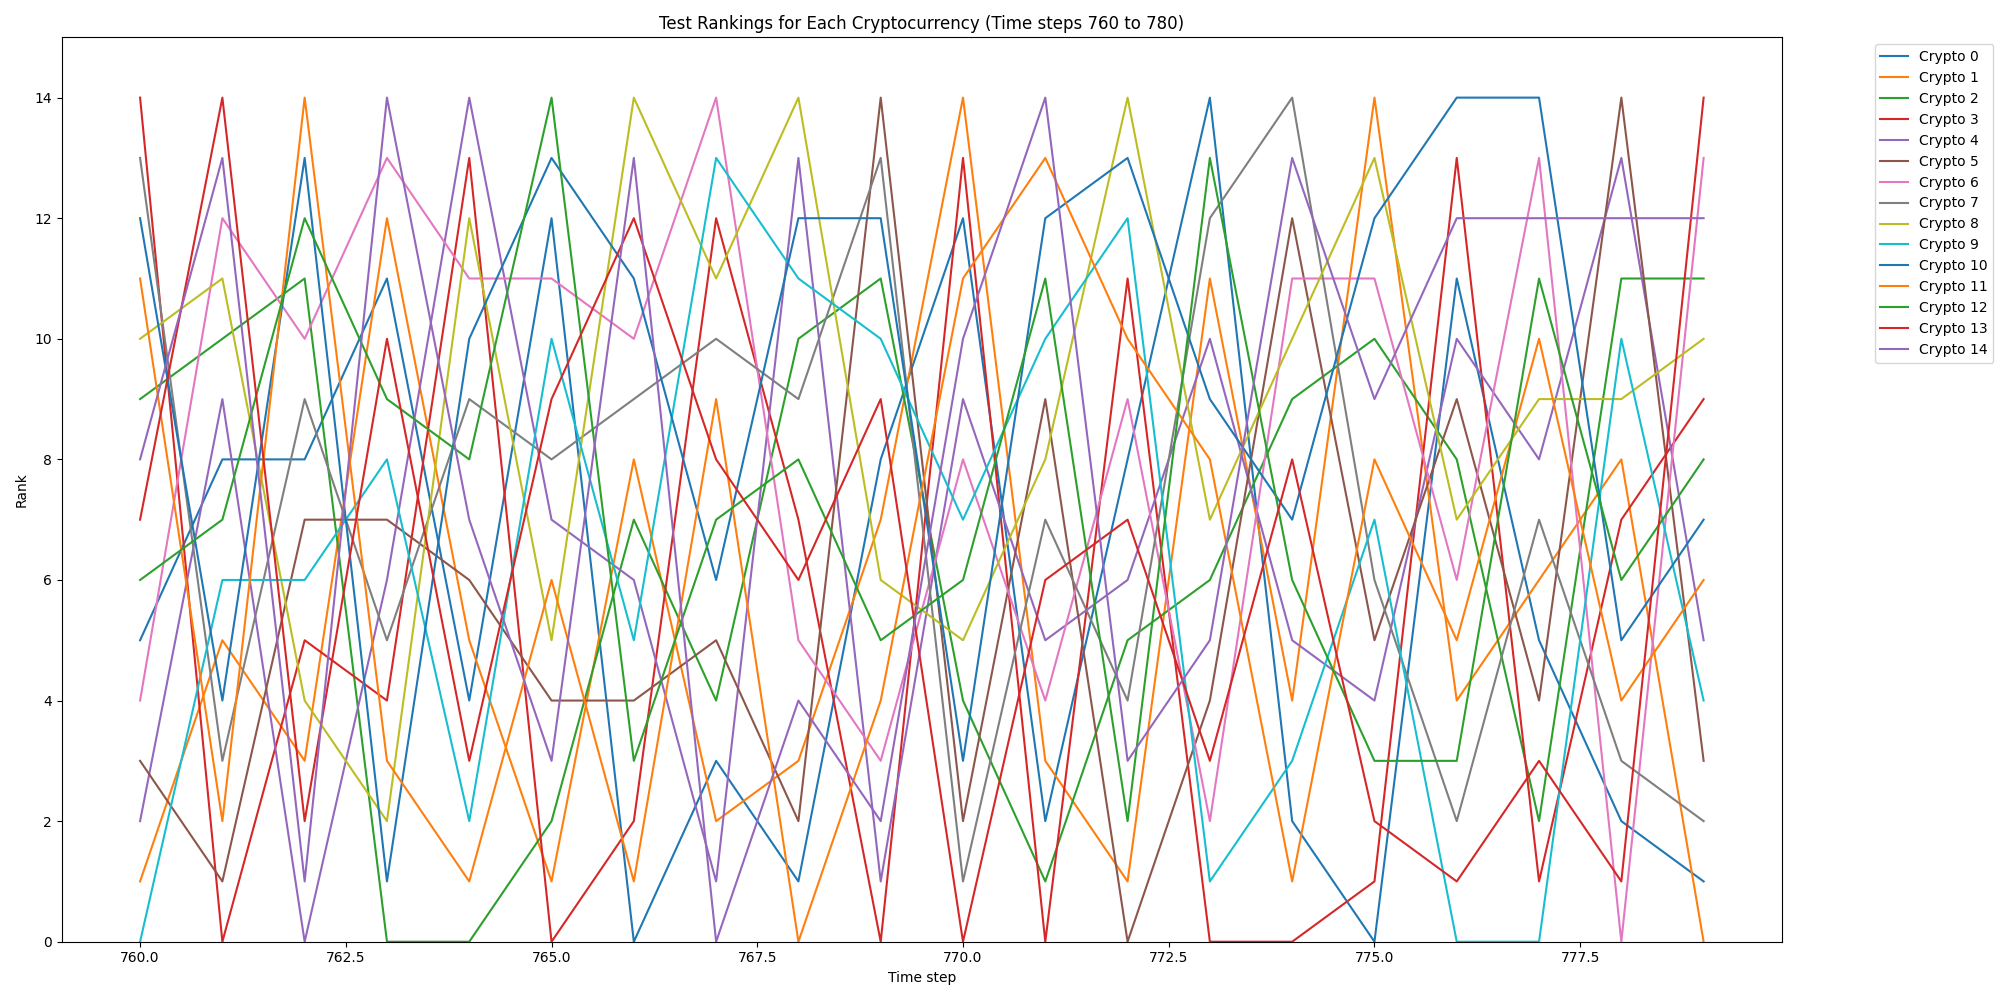 Test Rankings for Each Cryptocurrency (Time steps 760 to 780)
Rank
14
12
10
8
6
4
2
0
760.0
762.5
765.0
767.5
770.0
772.5
775.0
777.5
Time step
Crypto 0
Crypto 1
Crypto 2
Crypto 3
Crypto 4
Crypto 5
Crypto 6
Crypto 7
Crypto 8
Crypto 9
Crypto 10
Crypto 11
Crypto 12
Crypto 13
Crypto 14